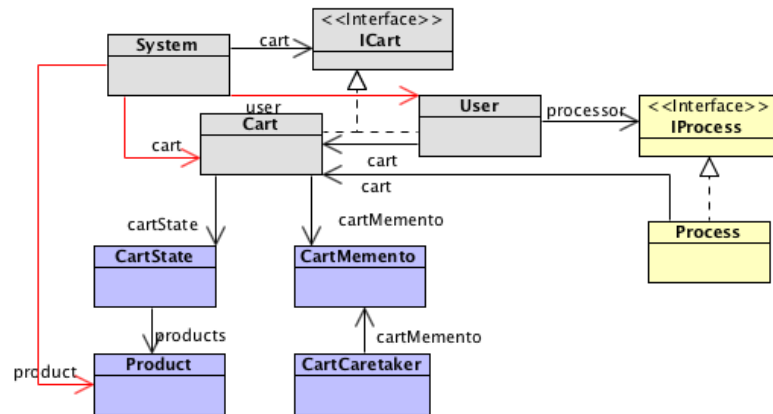 <<Interface>>
ICart
System
cart
<<Interface>>
IProcess
User
processor
user
Cart
cart
cart
cart
cartState
cartMemento
Process
CartState
CartMemento
products
cartMemento
product
Product
CartCaretaker